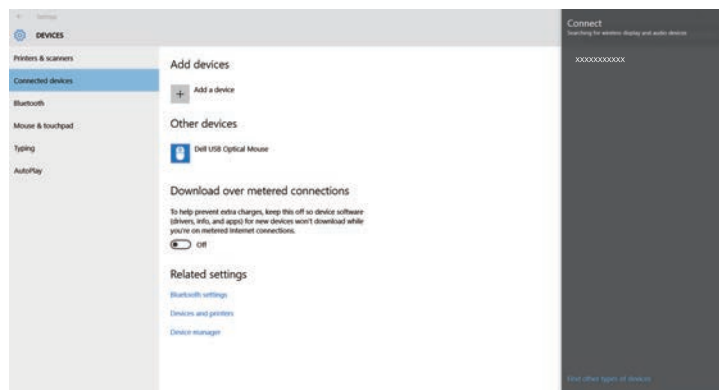 Settings
DEVICES
Printers & scanners
Connected devices
Bluetooth
Mouse & touchpad
Typing
AutoPlay
Add devices
Add a device
Other devices
Dell USB Optical Mouse
Download over metered connections
To help prevent extra charges, keep this off so device software
(drivers, info, and apps) for new devices won't download while
you're on metered Internet connections.
Off
Related settings
Bluetooth settings
Devices and printers
Device manager
Connect
Searching for wireless display and audio devices
xxxxxxxxxxx
Find other types of devices